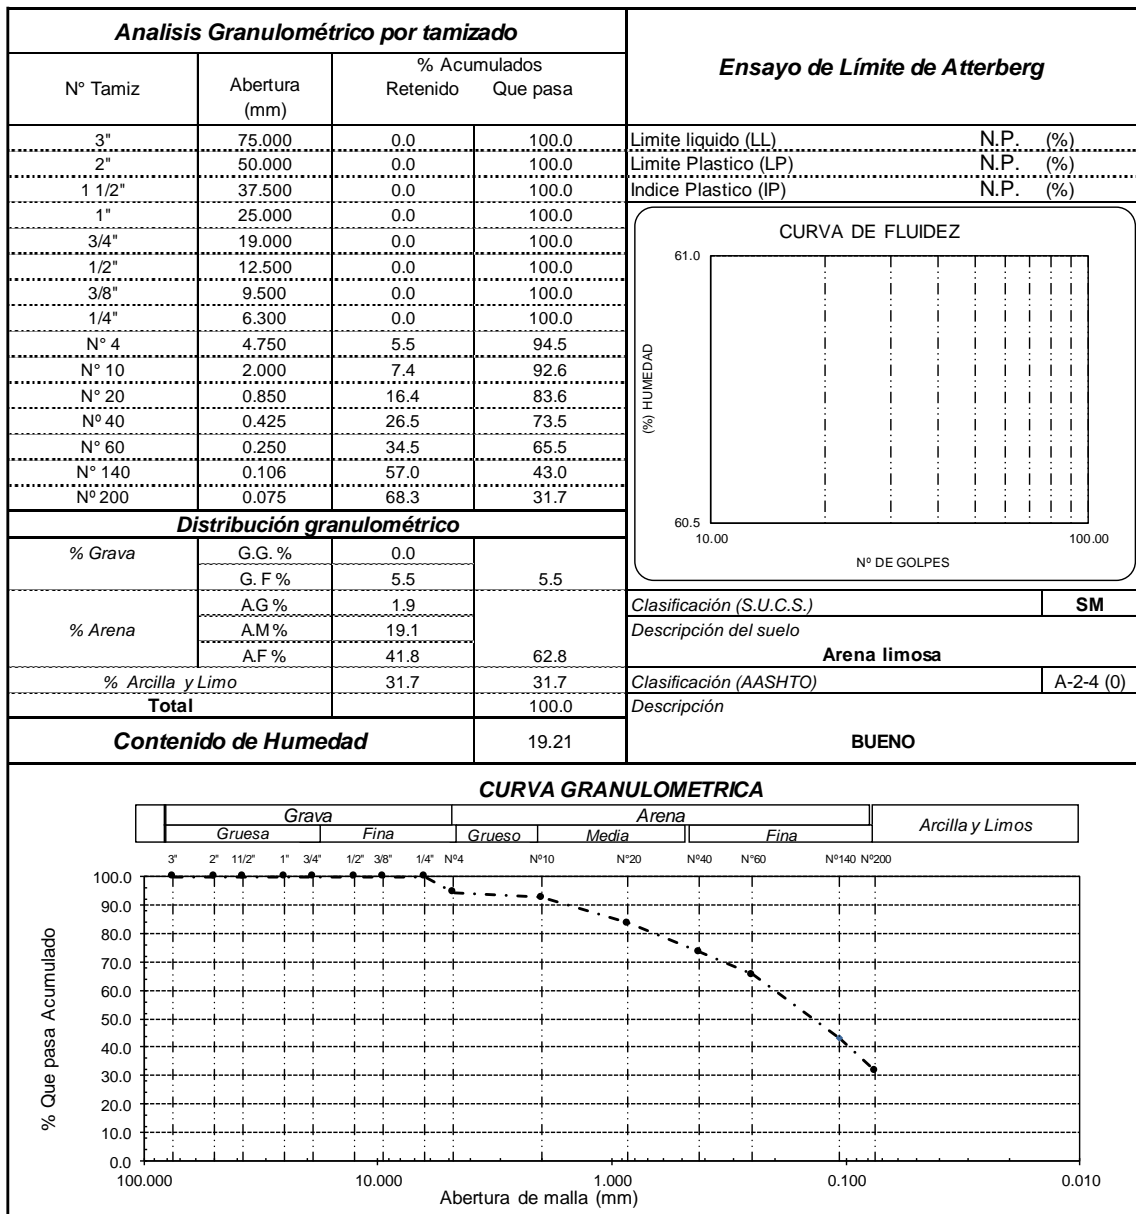 Analisis Granulométrico por tamizado
N° Tamiz Abertura (mm) % Acumulados Retenido Que pasa
3" 75.000 0.0 100.0
2" 50.000 0.0 100.0
1 1/2" 37.500 0.0 100.0
1" 25.000 0.0 100.0
3/4" 19.000 0.0 100.0
1/2" 12.500 0.0 100.0
3/8" 9.500 0.0 100.0
1/4" 6.300 0.0 100.0
N° 4 4.750 5.5 94.5
N° 10 2.000 7.4 92.6
N° 20 0.850 16.4 83.6
Nº 40 0.425 26.5 73.5
N° 60 0.250 34.5 65.5
N° 140 0.106 57.0 43.0
Nº 200 0.075 68.3 31.7
Distribución granulométrico
% Grava G.G. % 0.0
G. F % 5.5 5.5
A.G % 1.9
% Arena A.M % 19.1
A.F % 41.8 62.8
% Arcilla y Limo 31.7 31.7
Total 100.0
Contenido de Humedad 19.21
Ensayo de Límite de Atterberg
Limite liquido (LL) N.P. (%)
Limite Plastico (LP) N.P. (%)
Indice Plastico (IP) N.P. (%)
CURVA DE FLUIDEZ
61.0
(%) HUMEDAD
60.5
10.00 100.00
Nº DE GOLPES
Clasificación (S.U.C.S.) SM
Descripción del suelo
Arena limosa
Clasificación (AASHTO) A-2-4 (0)
Descripción
BUENO
CURVA GRANULOMETRICA
Grava Arena Arcilla y Limos
Gruesa Fina Grueso Media Fina
3" 2" 11/2" 1" 3/4" 1/2" 3/8" 1/4" Nº4 Nº10 N°20 Nº40 N°60 Nº140 Nº200
100.0
90.0
80.0
70.0
60.0
50.0
40.0
30.0
20.0
10.0
0.0
% Que pasa Acumulado
100.000 10.000 1.000 0.100 0.010
Abertura de malla (mm)